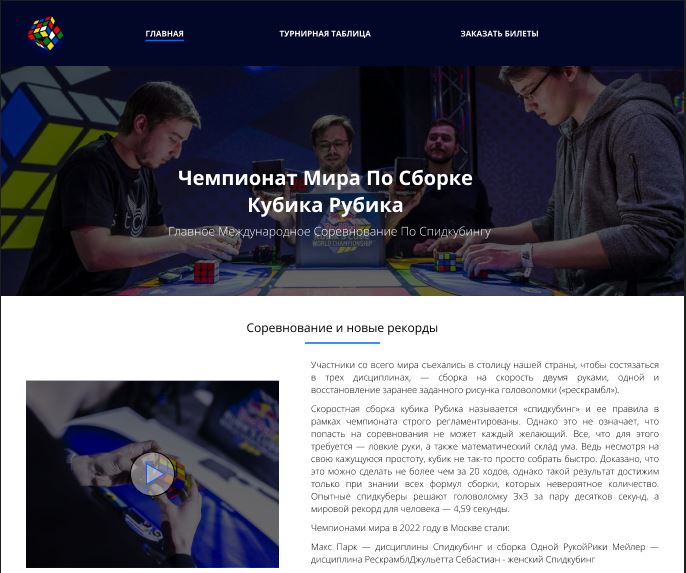 ГЛАВНАЯ
ТУРНИРНАЯ ТАБЛИЦА
ЗАКАЗАТЬ БИЛЕТЫ
Чемпионат Мира По Сборке
Кубика Рубика
Главное Международное Соревнование По Спидкубингу
WORLD CHAMPIONSHIP
Соревнование и новые рекорды
Участники со всего мира съехались в столицу нашей страны, чтобы состязаться
в трех дисциплинах, — сборка на скорость двумя руками, одной и
восстановление заранее заданного рисунка головоломки («рескрамбл»).
Скоростная сборка кубика Рубика называется «спидкубинг» и ее правила в
рамках чемпионата строго регламентированы. Однако это не означает, что
попасть на соревнования не может каждый желающий. Все, что для этого
требуется — ловкие руки, а также математический склад ума. Ведь несмотря на
свою кажущуюся простоту, кубик не так-то просто собрать быстро. Доказано, что
это можно сделать не более чем за 20 ходов, однако такой результат достижим
только при знании всех формул сборки, которых невероятное количество.
Опытные спидкуберы решают головоломку 3х3 за пару десятков секунд, а
мировой рекорд для человека — 4,59 секунды.
Чемпионами мира в 2022 году в Москве стали:
Макс Парк — дисциплины Спидкубинг и сборка Одной РукойРики Мейлер —
дисциплина РескрамблДжульетта Себастиан - женский Спидкубинг